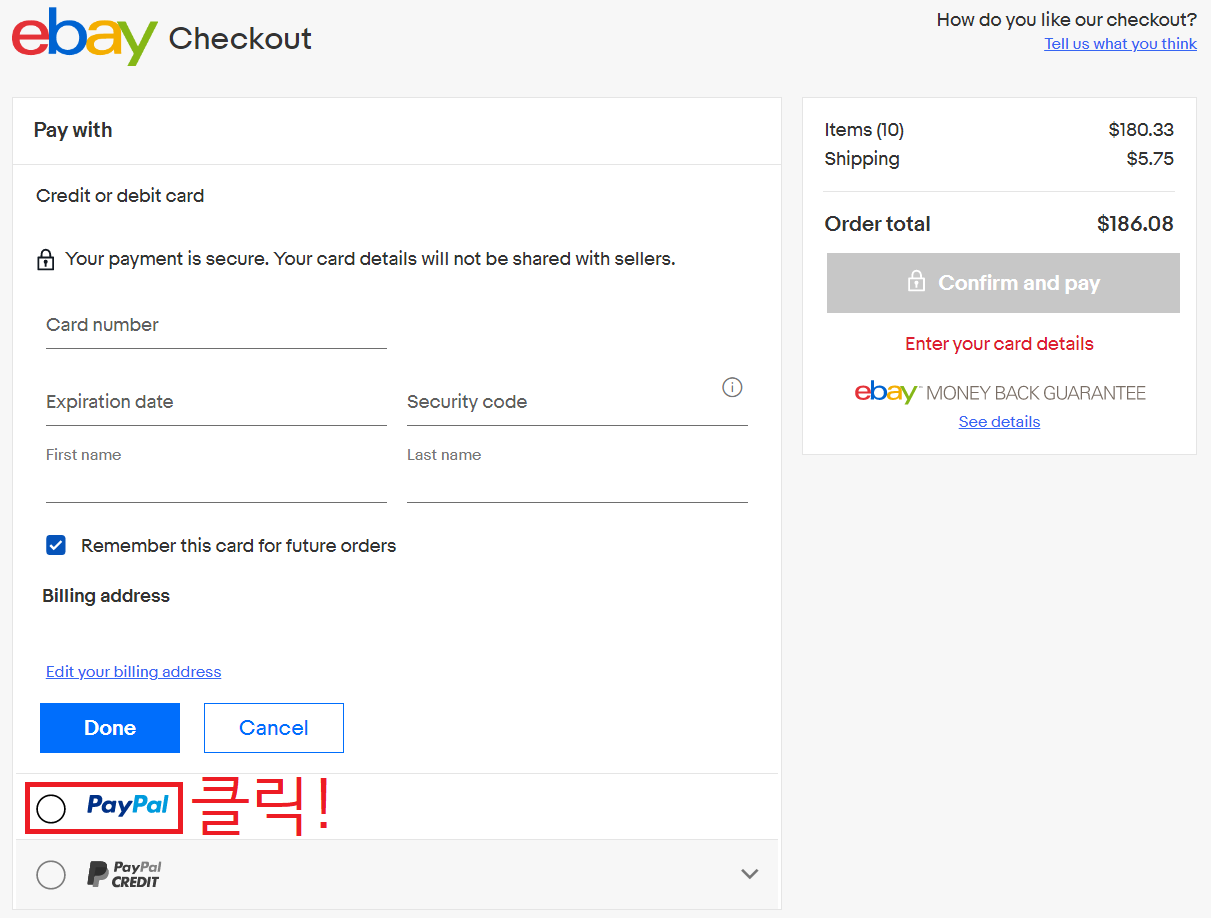 ebay Checkout
How do you like our checkout?
Tell us what you think
Pay with
Credit or debit card
Your payment is secure. Your card details will not be shared with sellers.
Card number
Expiration date
Security code
First name
Last name
Remember this card for future orders
Billing address
Edit your billing address
Done
Cancel
PayPal 클릭!
PayPal
CREDIT
Items (10) $180.33
Shipping $5.75
Order total $186.08
Confirm and pay
Enter your card details
ebay™ MONEY BACK GUARANTEE
See details